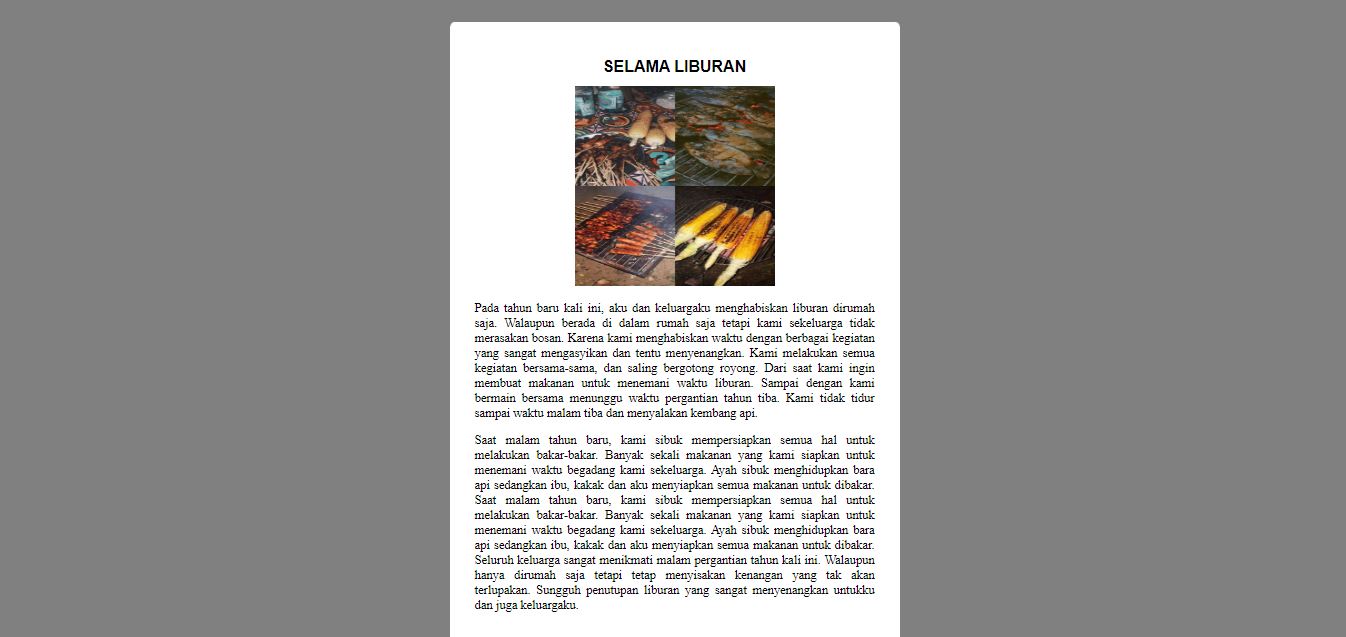 SELAMA LIBURAN
Pada tahun baru kali ini, aku dan keluargaku menghabiskan liburan dirumah
saja. Walaupun berada di dalam rumah saja tetapi kami sekeluarga tidak
merasakan bosan. Karena kami menghabiskan waktu dengan berbagai kegiatan
yang sangat mengasyikan dan tentu menyenangkan. Kami melakukan semua
kegiatan bersama-sama, dan saling bergotong royong. Dari saat kami ingin
membuat makanan untuk menemani waktu liburan. Sampai dengan kami
bermain bersama menunggu waktu pergantian tahun tiba. Kami tidak tidur
sampai waktu malam tiba dan menyalakan kembang api.
Saat malam tahun baru, kami sibuk mempersiapkan semua hal untuk
melakukan bakar-bakar. Banyak sekali makanan yang kami siapkan untuk
menemani waktu begadang kami sekeluarga. Ayah sibuk menghidupkan bara
api sedangkan ibu, kakak dan aku menyiapkan semua makanan untuk dibakar.
Saat malam tahun baru, kami sibuk mempersiapkan semua hal untuk
melakukan bakar-bakar. Banyak sekali makanan yang kami siapkan untuk
menemani waktu begadang kami sekeluarga. Ayah sibuk menghidupkan bara
api sedangkan ibu, kakak dan aku menyiapkan semua makanan untuk dibakar.
Seluruh keluarga sangat menikmati malam pergantian tahun kali ini. Walaupun
hanya dirumah saja tetapi tetap menyisakan kenangan yang tak akan
terlupakan. Sungguh penutupan liburan yang sangat menyenangkan untukku
dan juga keluargaku.